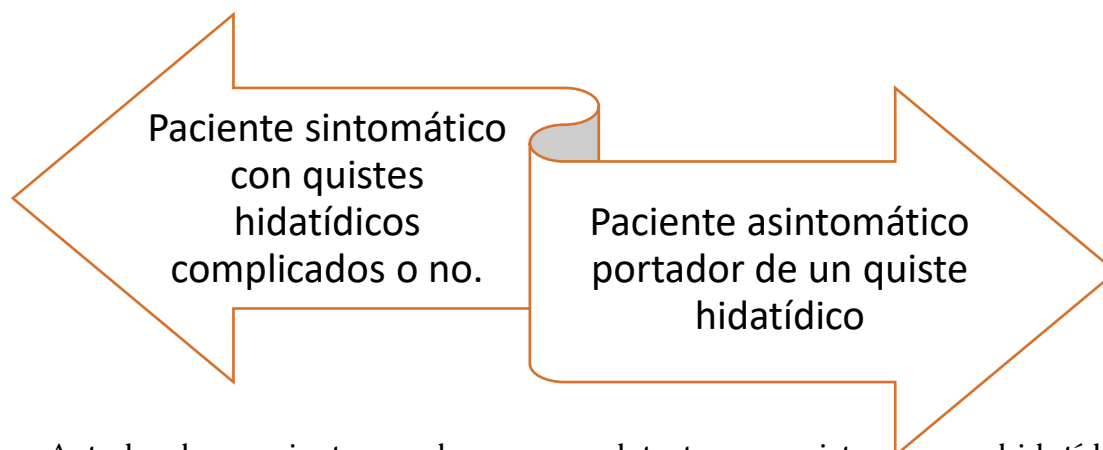 Paciente sintomático
con quistes
hidatídicos
complicados o no.
Paciente asintomático
portador de un quiste
hidatídico